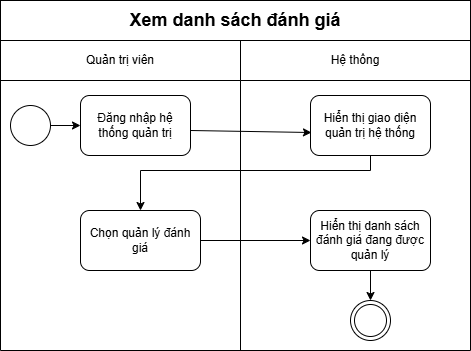 Xem danh sách đánh giá
Quản trị viên
Hệ thống
Đăng nhập hệ
thống quản trị
Hiển thị giao diện
quản trị hệ thống
Chọn quản lý đánh
giá
Hiển thị danh sách
đánh giá đang được
quản lý